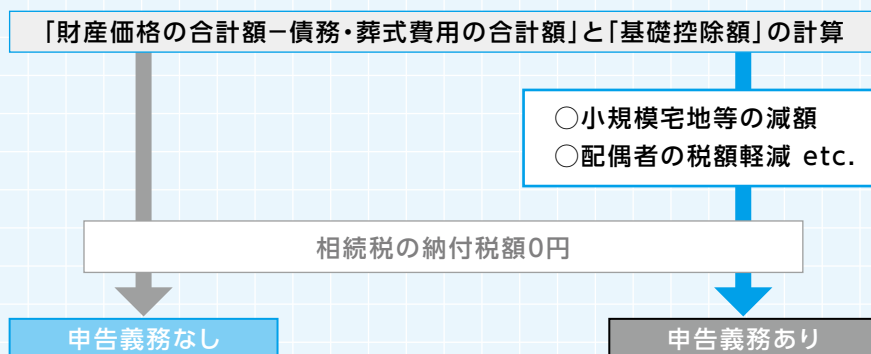 「財産価格の合計額−債務・葬式費用の合計額」と「基礎控除額」の計算
○小規模宅地等の減額
○配偶者の税額軽減 etc.
相続税の納付税額0円
申告義務なし
申告義務あり